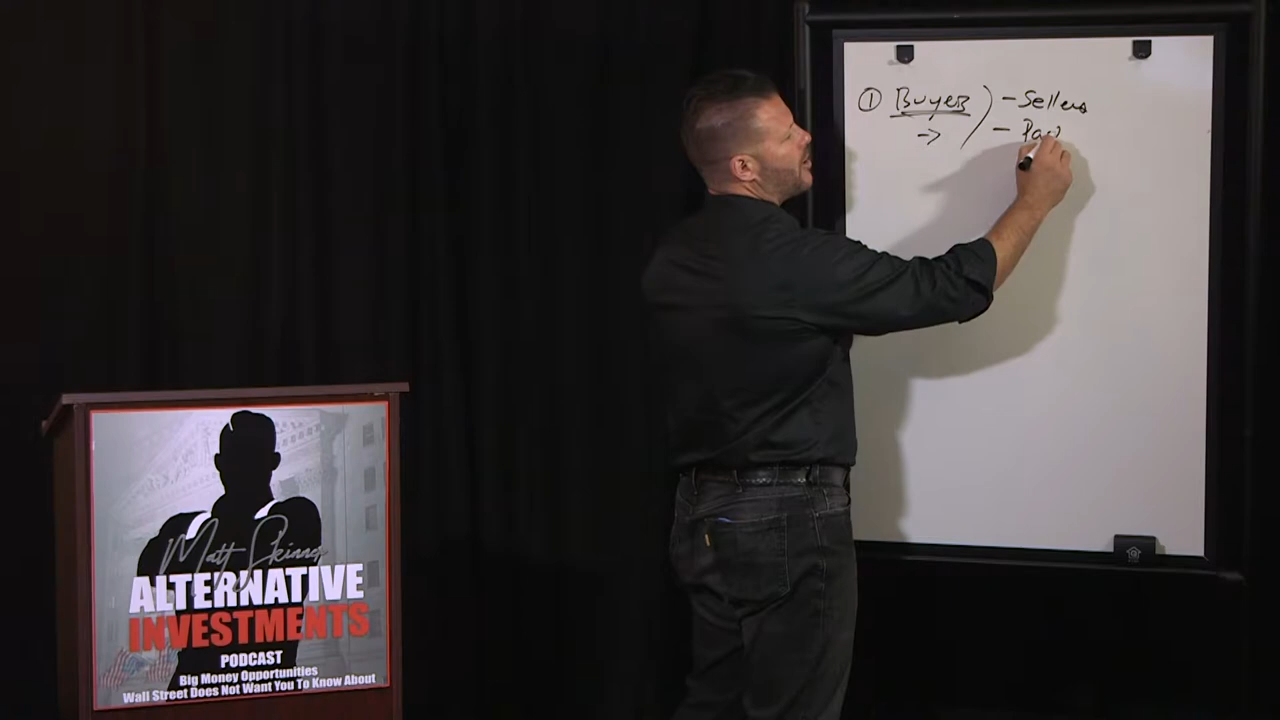 ① Buyer ) - Sellers
→ - Pay
Matt Skinner
ALTERNATIVE
INVESTMENTS
PODCAST
Big Money Opportunities
Wall Street Does Not Want You To Know About